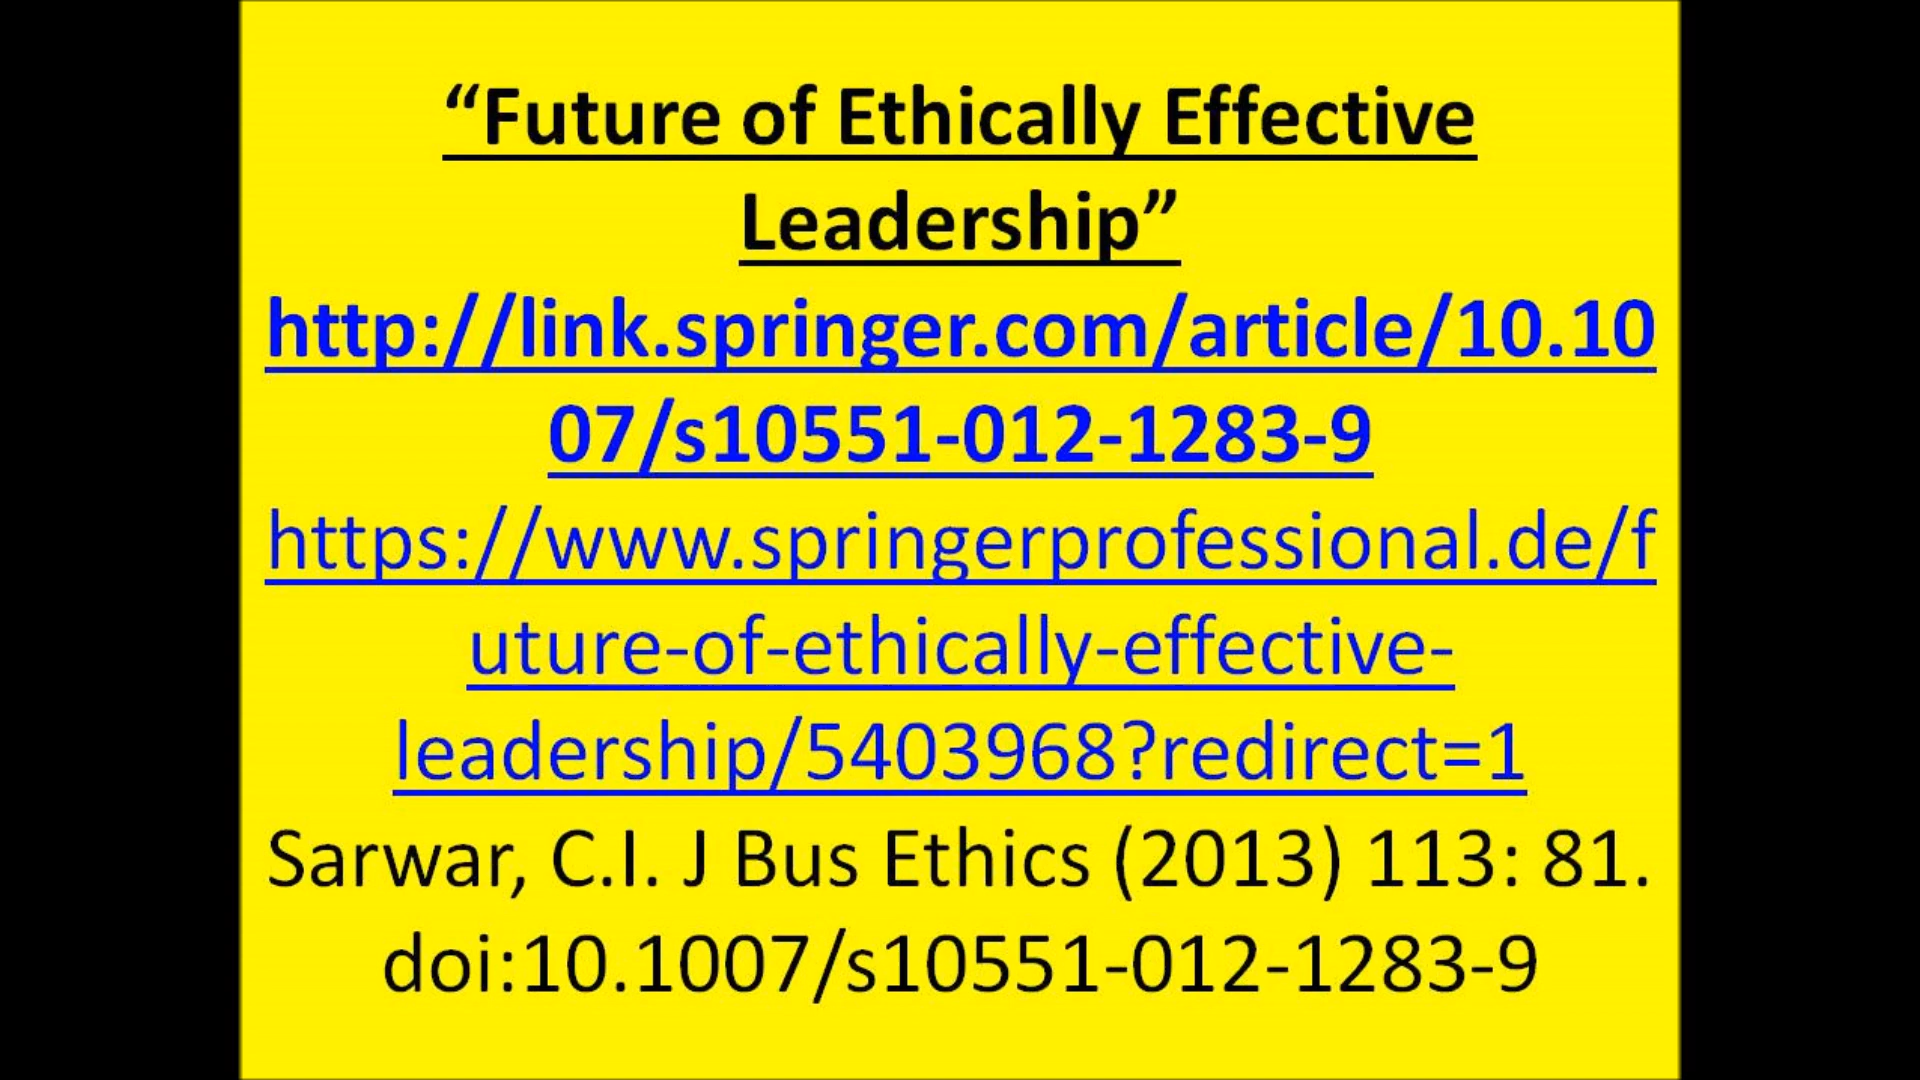 “Future of Ethically Effective
Leadership”
http://link.springer.com/article/10.10
07/s10551-012-1283-9
https://www.springerprofessional.de/f
uture-of-ethically-effective-
leadership/5403968?redirect=1
Sarwar, C.I. J Bus Ethics (2013) 113: 81.
doi:10.1007/s10551-012-1283-9